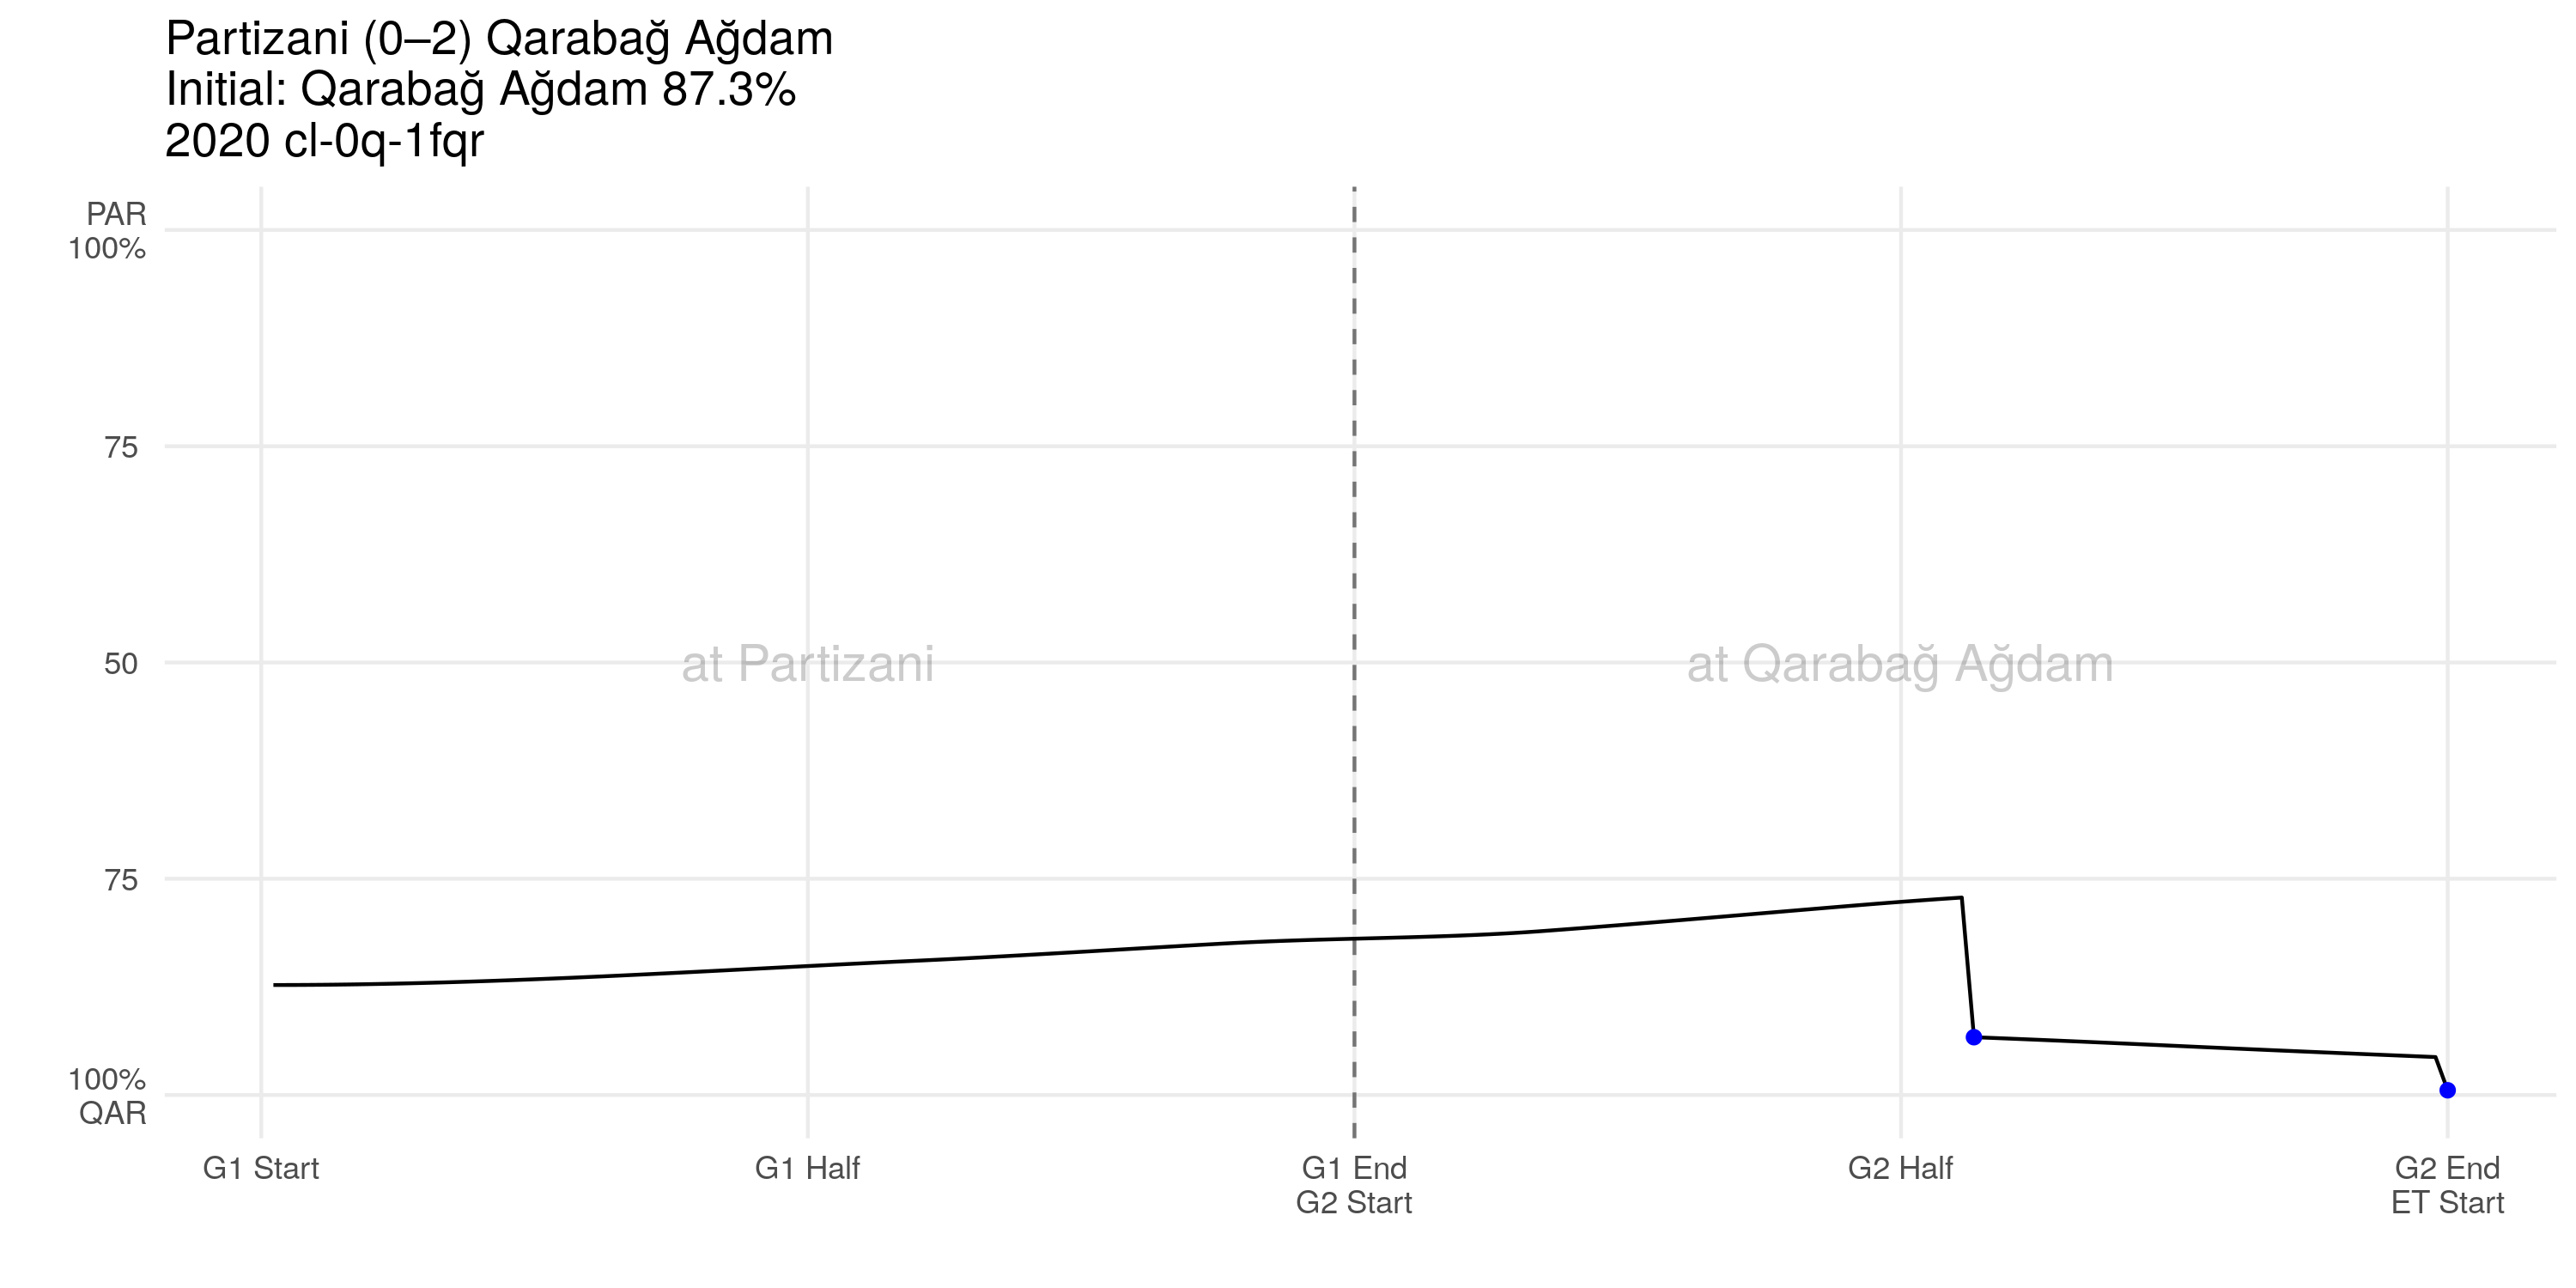 Partizani (0–2) Qarabağ Ağdam
Initial: Qarabağ Ağdam 87.3%
2020 cl-0q-1fqr
PAR
100%
75
50
75
100%
QAR
at Partizani
at Qarabağ Ağdam
G1 Start
G1 Half
G1 End
G2 Start
G2 Half
G2 End
ET Start